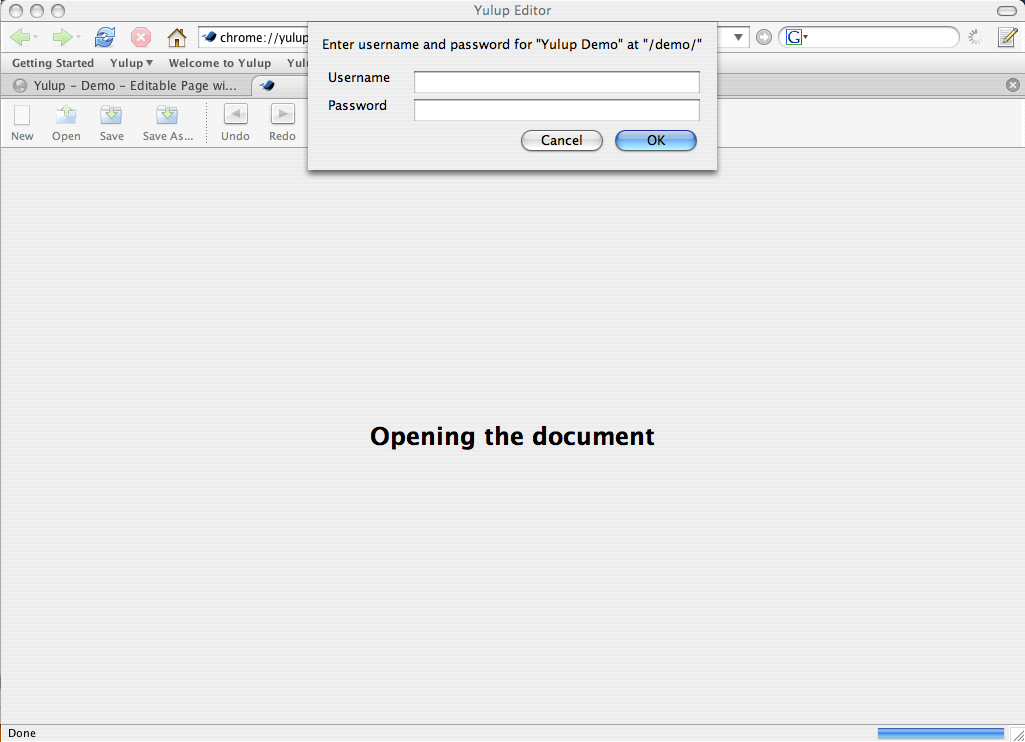 Yulup Editor
chrome://yulup
G
Enter username and password for "Yulup Demo" at "/demo/"
Getting Started Yulup Welcome to Yulup Yul
Yulup – Demo – Editable Page wi...
Username
Password
Cancel OK
New Open Save Save As... Undo Redo
Opening the document
Done